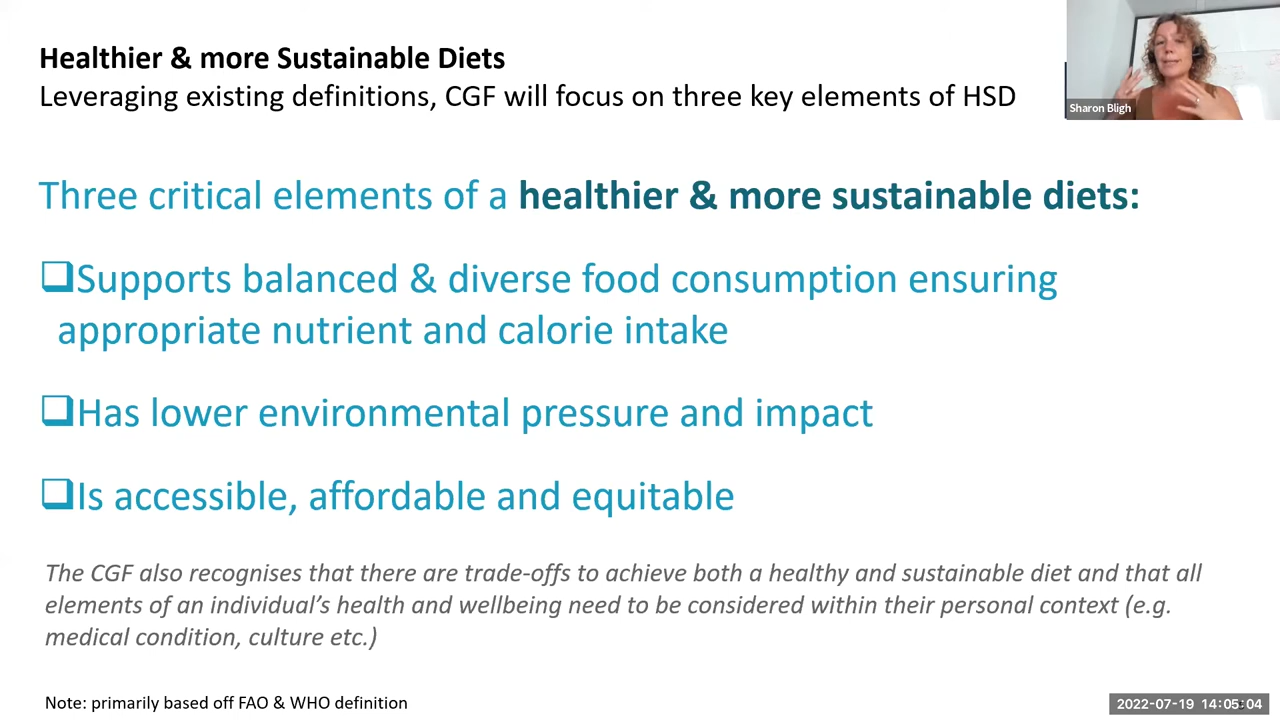 Healthier & more Sustainable Diets
Leveraging existing definitions, CGF will focus on three key elements of HSD
Sharon Bligh
Three critical elements of a healthier & more sustainable diets:
❑Supports balanced & diverse food consumption ensuring
appropriate nutrient and calorie intake
❑Has lower environmental pressure and impact
❑Is accessible, affordable and equitable
The CGF also recognises that there are trade-offs to achieve both a healthy and sustainable diet and that all
elements of an individual’s health and wellbeing need to be considered within their personal context (e.g.
medical condition, culture etc.)
Note: primarily based off FAO & WHO definition
2022-07-19 14:05:04